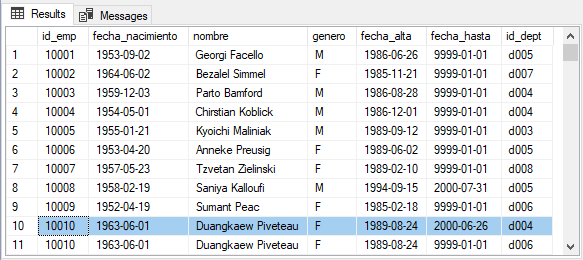 Results Messages
id_emp fecha_nacimiento nombre genero fecha_alta fecha_hasta id_dept
1 10001 1953-09-02 Georgi Facello M 1986-06-26 9999-01-01 d005
2 10002 1964-06-02 Bezalel Simmel F 1985-11-21 9999-01-01 d007
3 10003 1959-12-03 Parto Bamford M 1986-08-28 9999-01-01 d004
4 10004 1954-05-01 Chirstian Koblick M 1986-12-01 9999-01-01 d004
5 10005 1955-01-21 Kyoichi Maliniak M 1989-09-12 9999-01-01 d003
6 10006 1953-04-20 Anneke Preusig F 1989-06-02 9999-01-01 d005
7 10007 1957-05-23 Tzvetan Zielinski F 1989-02-10 9999-01-01 d008
8 10008 1958-02-19 Saniya Kalloufi M 1994-09-15 2000-07-31 d005
9 10009 1952-04-19 Sumant Peac F 1985-02-18 9999-01-01 d006
10 10010 1963-06-01 Duangkaew Piveteau F 1989-08-24 2000-06-26 d004
11 10010 1963-06-01 Duangkaew Piveteau F 1989-08-24 9999-01-01 d006